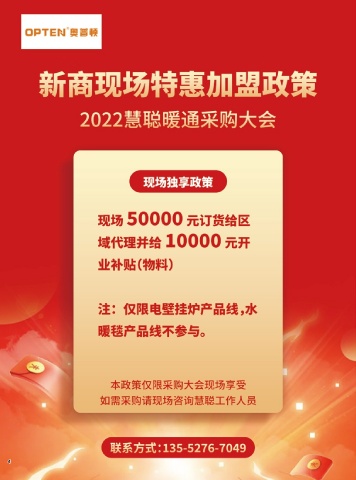 OPTEN 奥普顿
新商现场特惠加盟政策
2022慧聪暖通采购大会
现场独享政策
现场 50000 元订货给区
域代理并给 10000 元开
业补贴(物料)
注：仅限电壁挂炉产品线，水
暖毯产品线不参与。
本政策仅限采购大会现场享受
如需采购请现场咨询慧聪工作人员
联系方式：135-5276-7049